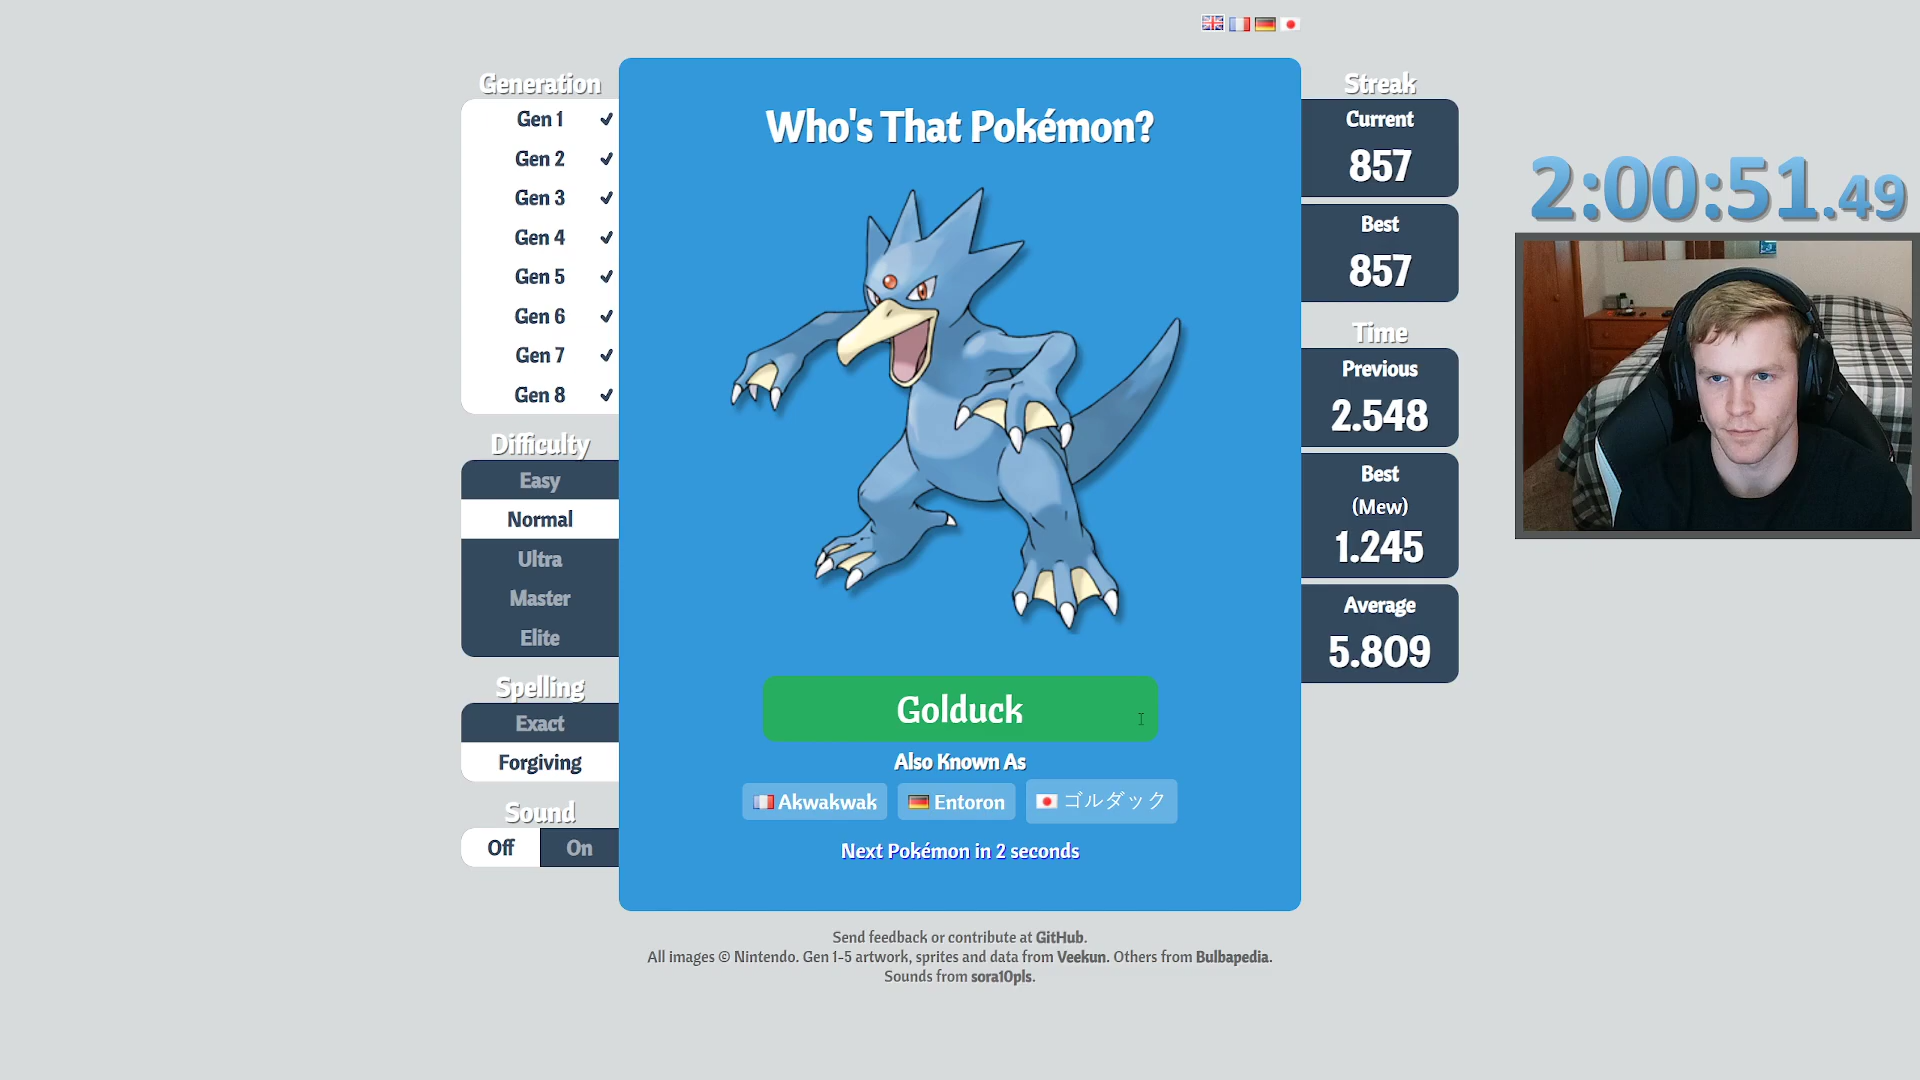 Generation
Gen 1
Gen 2
Gen 3
Gen 4
Gen 5
Gen 6
Gen 7
Gen 8
Difficulty
Easy
Normal
Ultra
Master
Elite
Spelling
Exact
Forgiving
Sound
Off On
Who's That Pokémon?
Golduck
Also Known As
Akwakwak Entoron ゴルダック
Next Pokémon in 2 seconds
Streak
Current
857
Best
857
Time
Previous
2.548
Best
(Mew)
1.245
Average
5.809
2:00:51.49
Send feedback or contribute at GitHub.
All images © Nintendo. Gen 1-5 artwork, sprites and data from Veekun. Others from Bulbapedia.
Sounds from sora10pls.